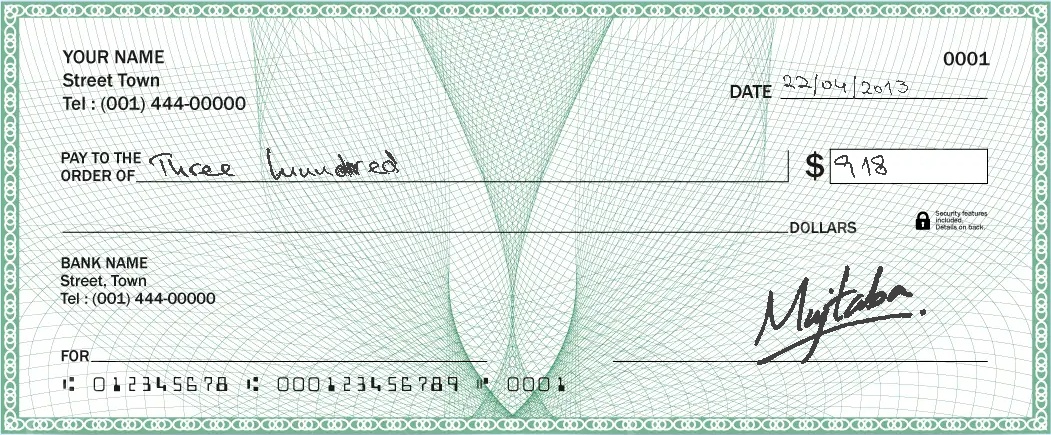 YOUR NAME 0001
Street Town
Tel : (001) 444-00000
DATE 22/04/2013
PAY TO THE ORDER OF Three hundred $ 918
DOLLARS
Security features
included.
Details on back.
BANK NAME
Street, Town
Tel : (001) 444-00000
Mujtaba
FOR
⑆ 012345678 ⑆ 000123456789 ⑈ 0001